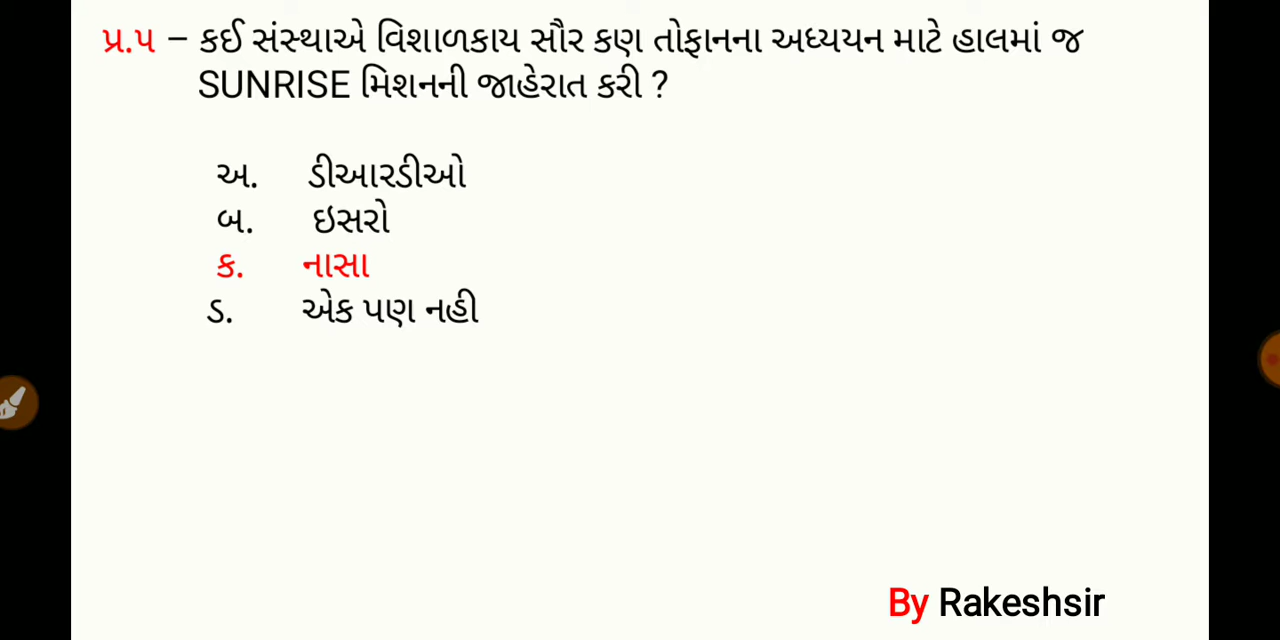 પ્ર.૫ – કઈ સંસ્થાએ વિશાળકાય સૌર કણ તોફાનના અધ્યયન માટે હાલમાં જ
SUNRISE મિશનની જાહેરાત કરી ?
અ. ડીઆરડીઓ
બ. ઇસરો
ક. નાસા
ડ. એક પણ નહી
By Rakeshsir